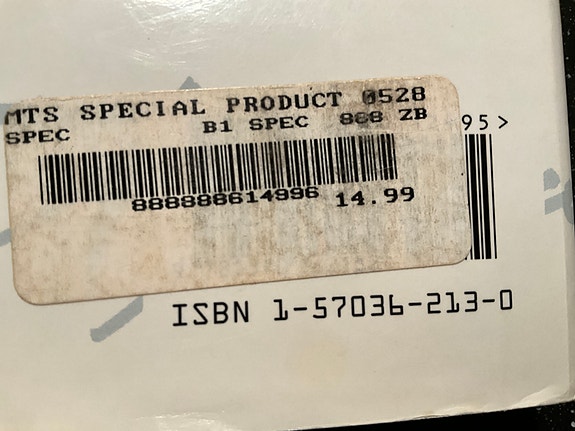 MTS SPECIAL PRODUCT 0528
SPEC B1 SPEC 888 ZB
95>
888888614996 14.99
ISBN 1-57036-213-0